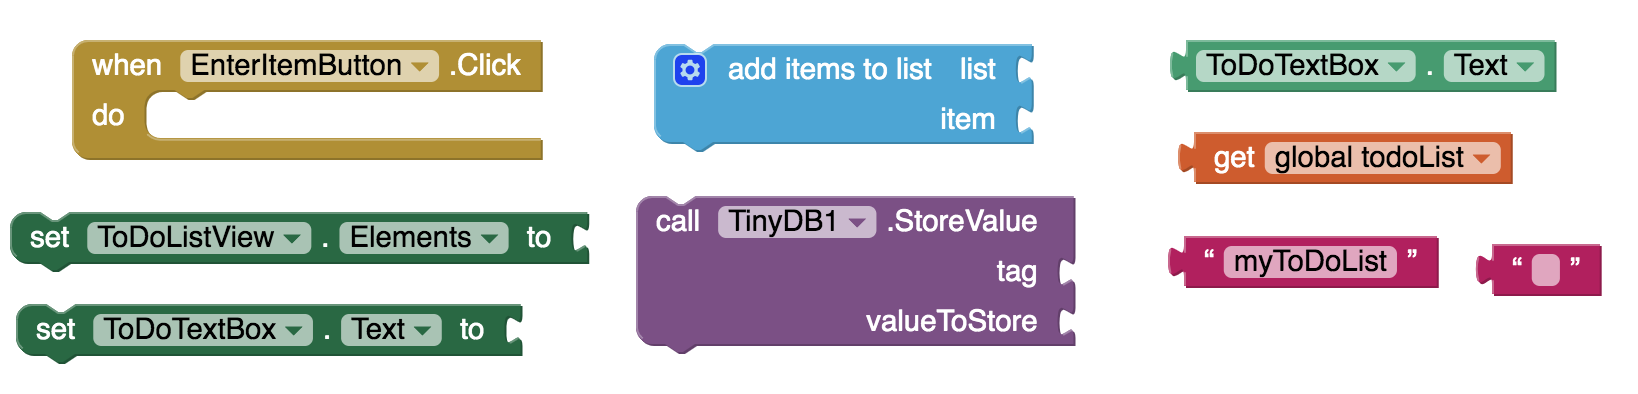 when EnterItemButton .Click
do
set ToDoListView . Elements to
set ToDoTextBox . Text to
add items to list list
item
call TinyDB1 .StoreValue
tag
valueToStore
ToDoTextBox . Text
get global todoList
“ myToDoList ”
“ ”